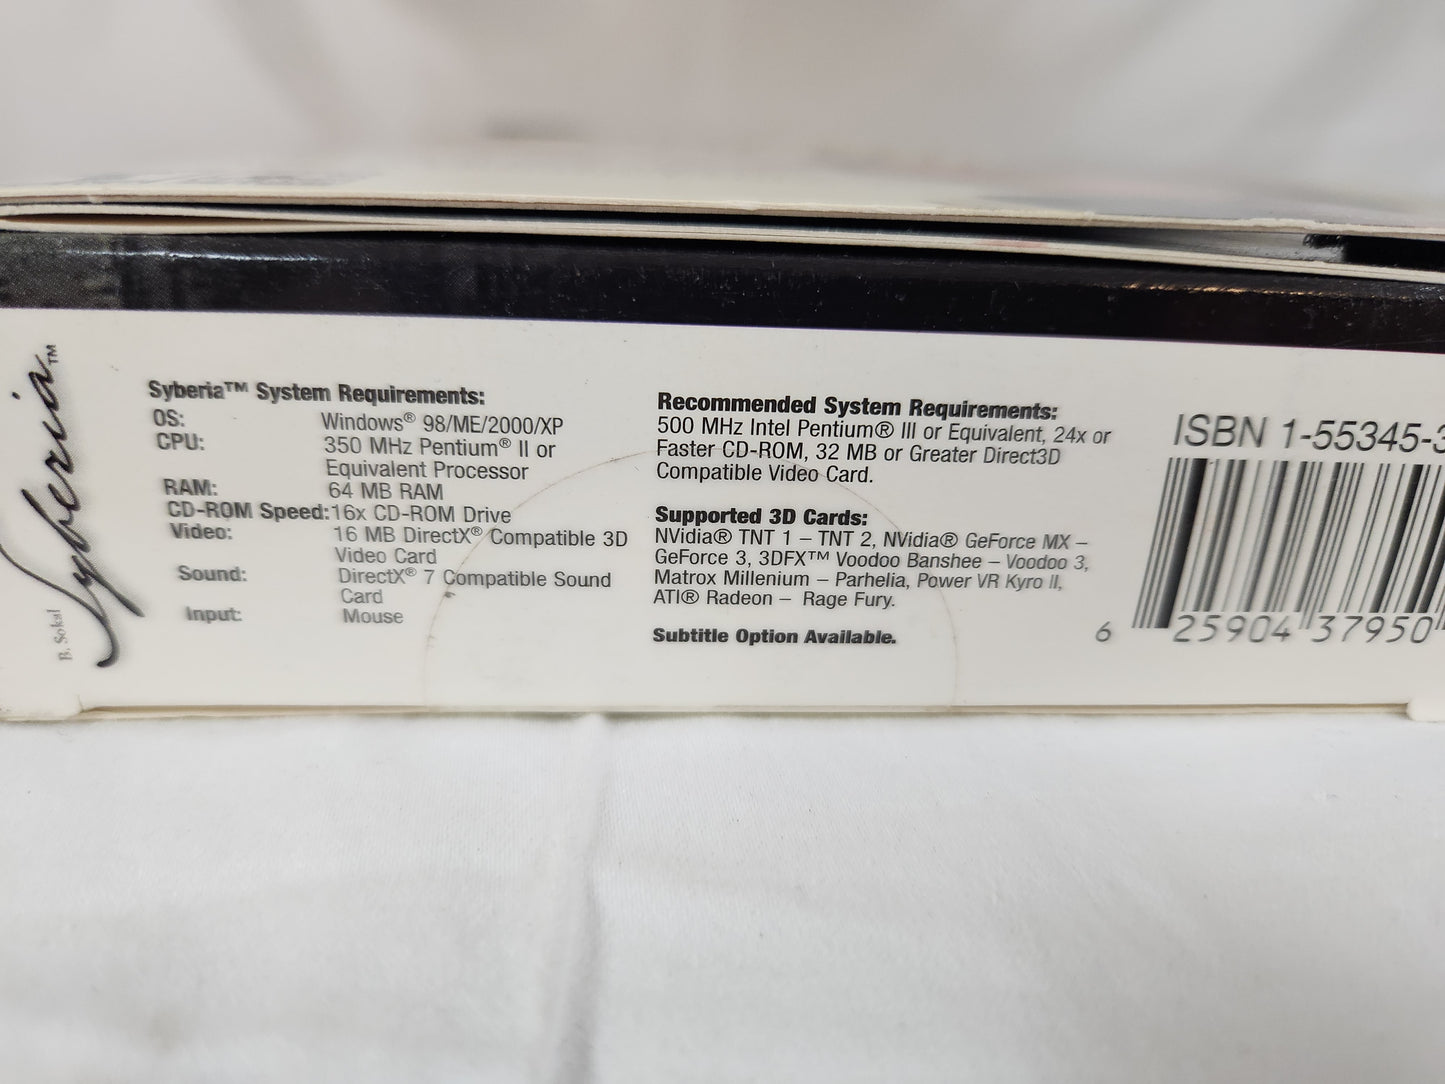 Syberia™
B. Sokal
Syberia™ System Requirements:
OS: Windows® 98/ME/2000/XP
CPU: 350 MHz Pentium® II or
Equivalent Processor
RAM: 64 MB RAM
CD-ROM Speed: 16x CD-ROM Drive
Video: 16 MB DirectX® Compatible 3D
Video Card
Sound: DirectX® 7 Compatible Sound
Card
Input: Mouse
Recommended System Requirements:
500 MHz Intel Pentium® III or Equivalent, 24x or
Faster CD-ROM, 32 MB or Greater Direct3D
Compatible Video Card.
Supported 3D Cards:
NVidia® TNT 1 – TNT 2, NVidia® GeForce MX –
GeForce 3, 3DFX™ Voodoo Banshee – Voodoo 3,
Matrox Millenium – Parhelia, Power VR Kyro II,
ATI® Radeon – Rage Fury.
Subtitle Option Available.
ISBN 1-55345-3
6 25904 37950